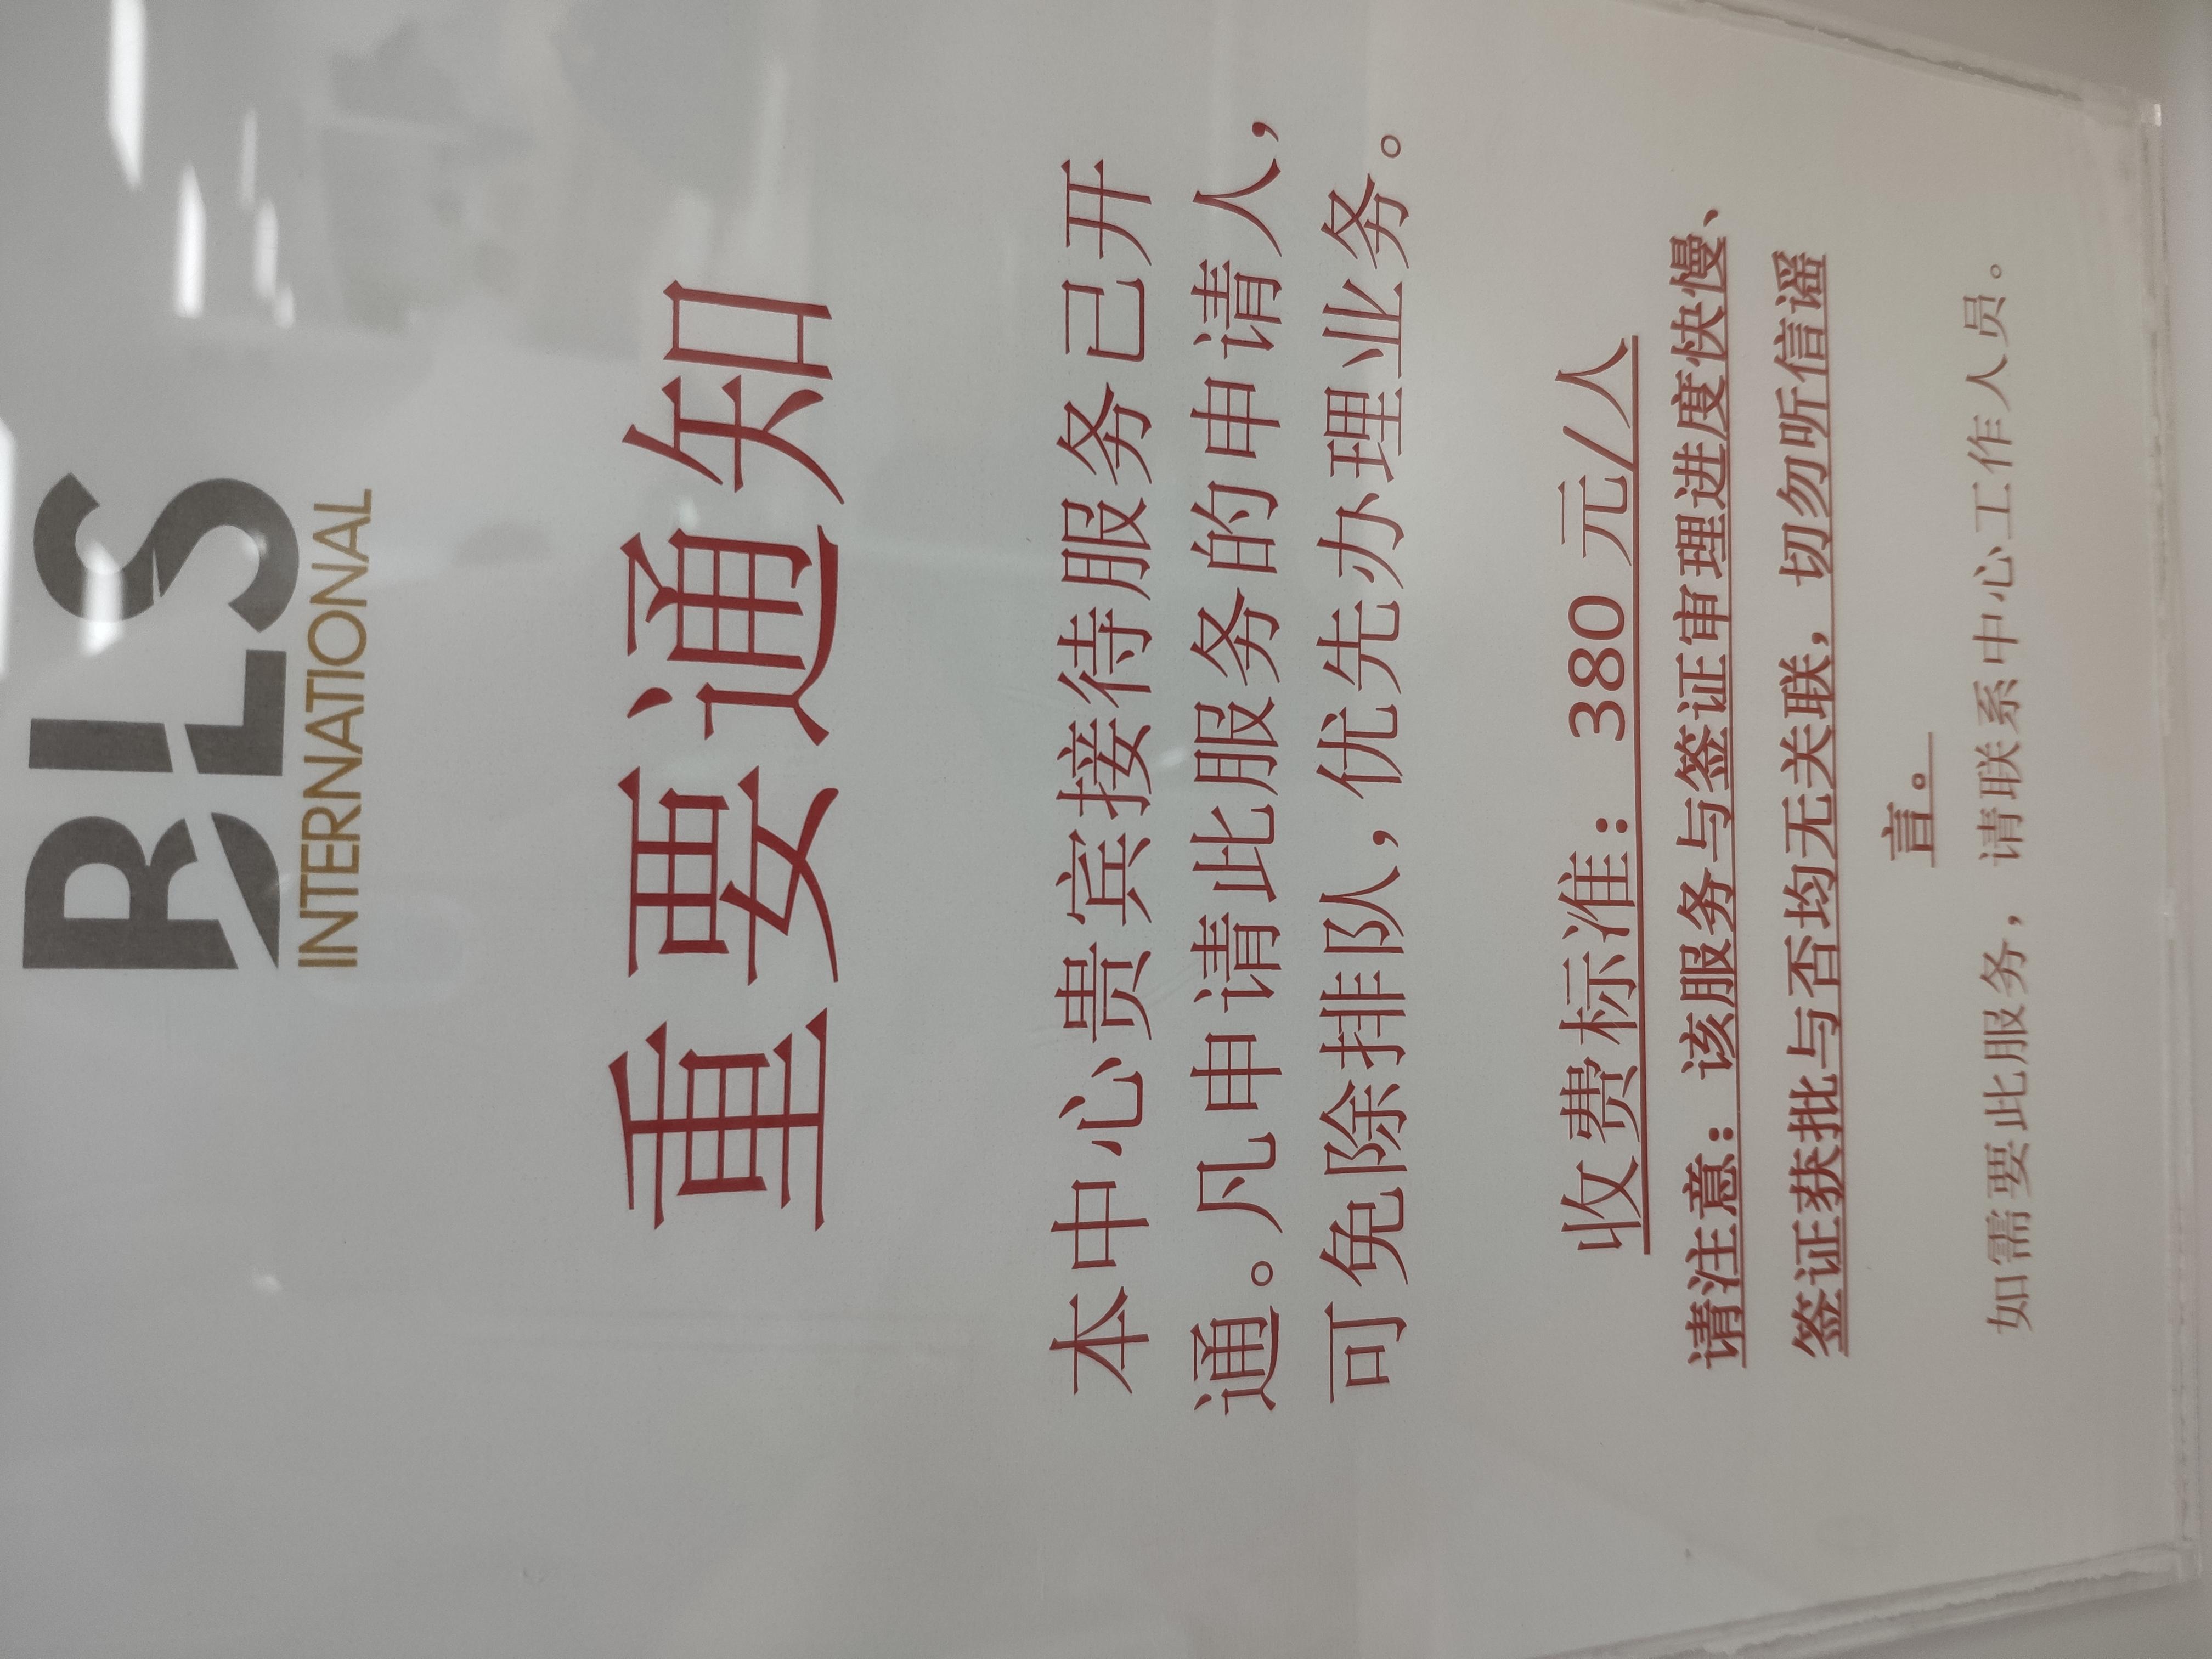 BLS
INTERNATIONAL
重要通知
本中心贵宾接待服务已开
通。凡申请此服务的申请人，
可免除排队，优先办理业务。
收费标准：380 元/人
请注意：该服务与签证审理进度快慢、
签证获批与否均无关联，切勿听信谣
言。
如需要此服务，请联系中心工作人员。